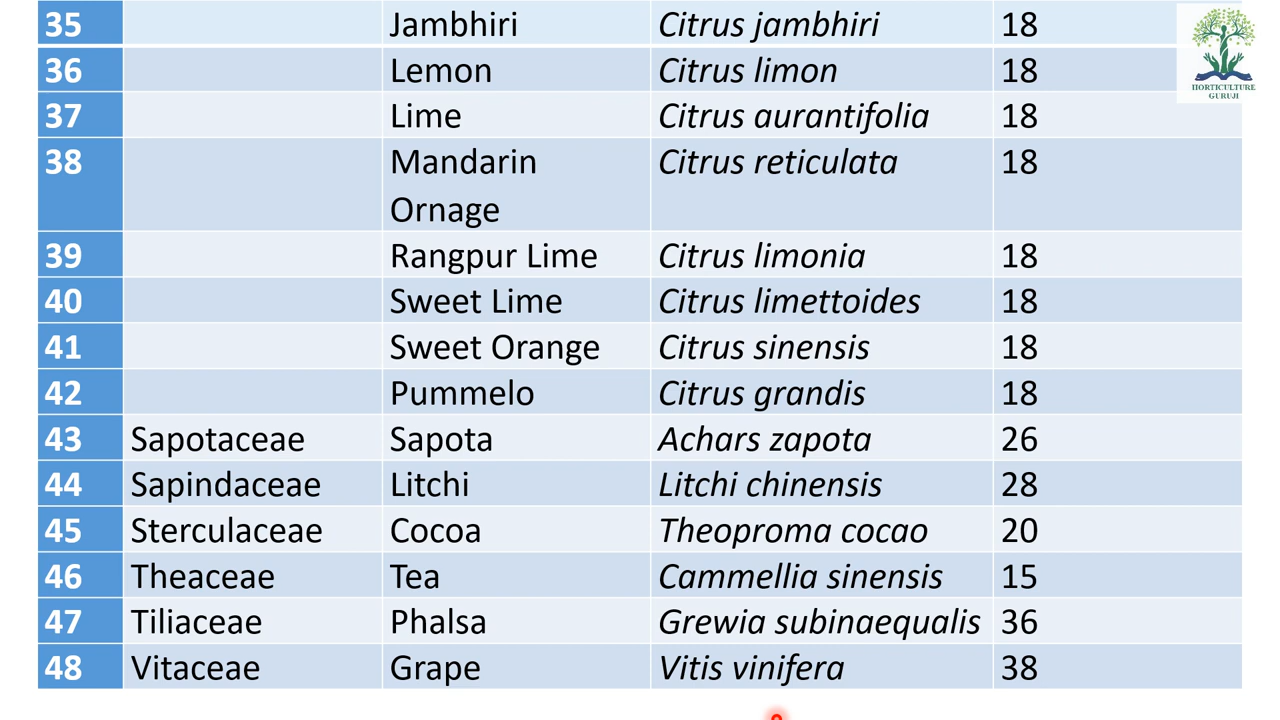 35 Jambhiri Citrus jambhiri 18
36 Lemon Citrus limon 18
37 Lime Citrus aurantifolia 18
38 Mandarin Citrus reticulata 18
Ornage
39 Rangpur Lime Citrus limonia 18
40 Sweet Lime Citrus limettoides 18
41 Sweet Orange Citrus sinensis 18
42 Pummelo Citrus grandis 18
43 Sapotaceae Sapota Achars zapota 26
44 Sapindaceae Litchi Litchi chinensis 28
45 Sterculaceae Cocoa Theoproma cocao 20
46 Theaceae Tea Cammellia sinensis 15
47 Tiliaceae Phalsa Grewia subinaequalis 36
48 Vitaceae Grape Vitis vinifera 38
HORTICULTURE
GURUJI